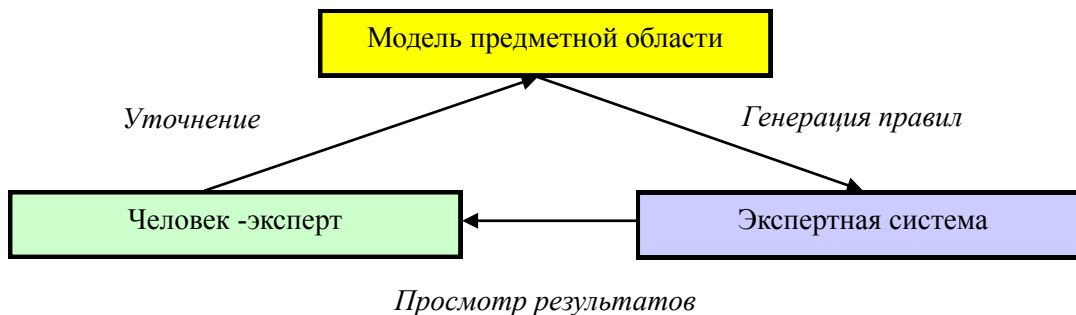 Модель предметной области
Уточнение
Генерация правил
Человек -эксперт
Экспертная система
Просмотр результатов